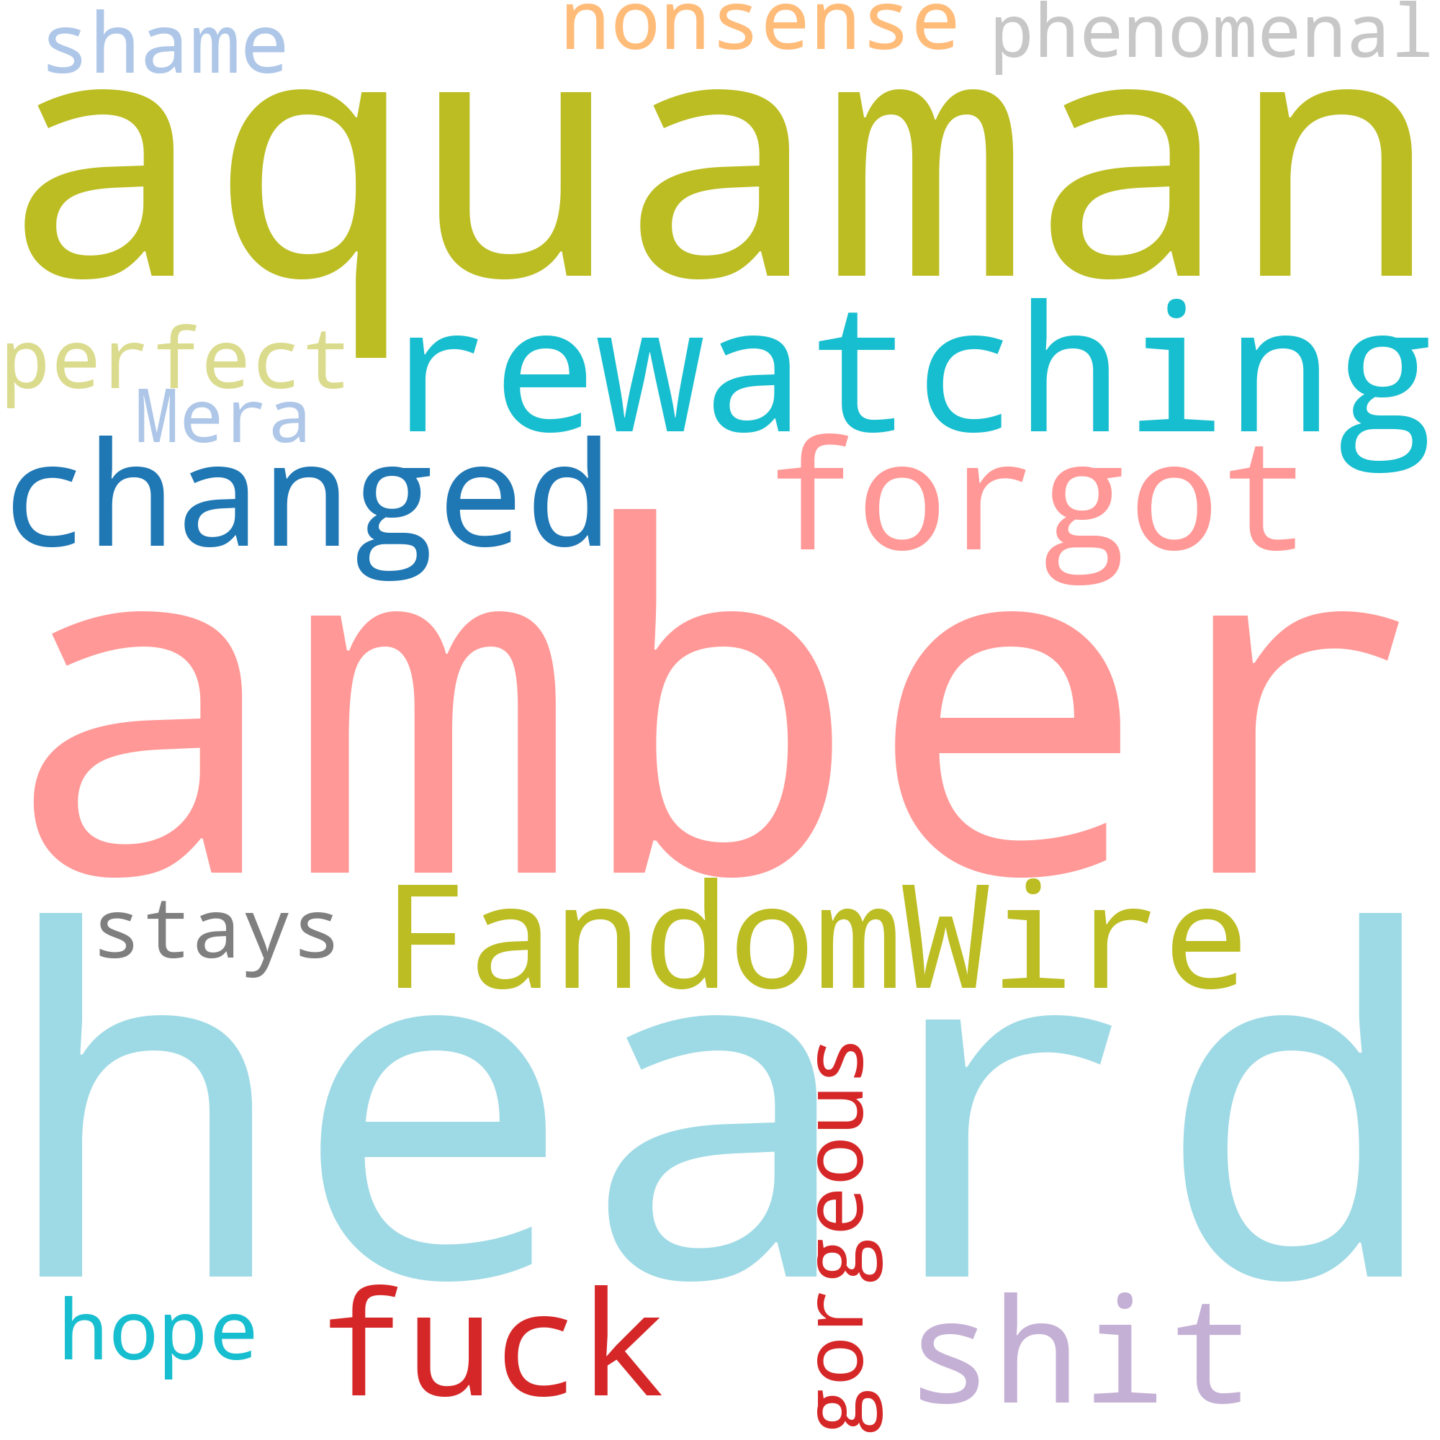 shame nonsense phenomenal
aquaman
perfect rewatching
Mera
changed forgot
amber
stays FandomWire
heard
gorgeous
hope fuck shit